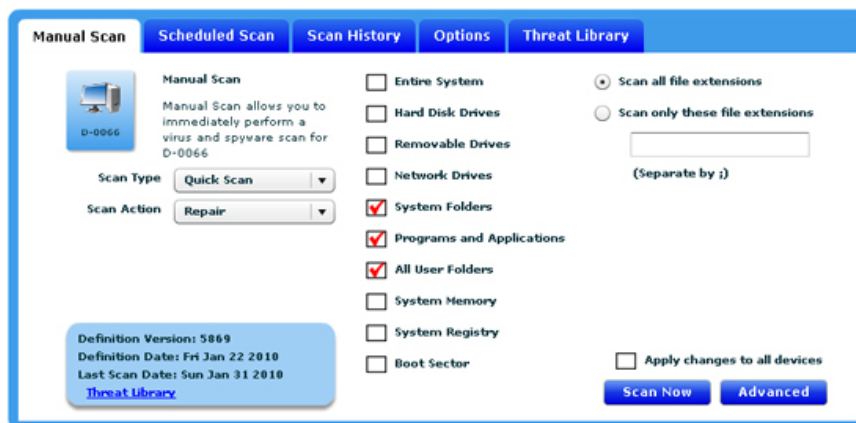 Manual Scan
Scheduled Scan
Scan History
Options
Threat Library
D-0066
Manual Scan
Manual Scan allows you to
immediately perform a
virus and spyware scan for
D-0066
Scan Type
Quick Scan
Scan Action
Repair
Definition Version: 5869
Definition Date: Fri Jan 22 2010
Last Scan Date: Sun Jan 31 2010
Threat Library
Entire System
Hard Disk Drives
Removable Drives
Network Drives
System Folders
Programs and Applications
All User Folders
System Memory
System Registry
Boot Sector
Scan all file extensions
Scan only these file extensions
(Separate by ;)
Apply changes to all devices
Scan Now
Advanced